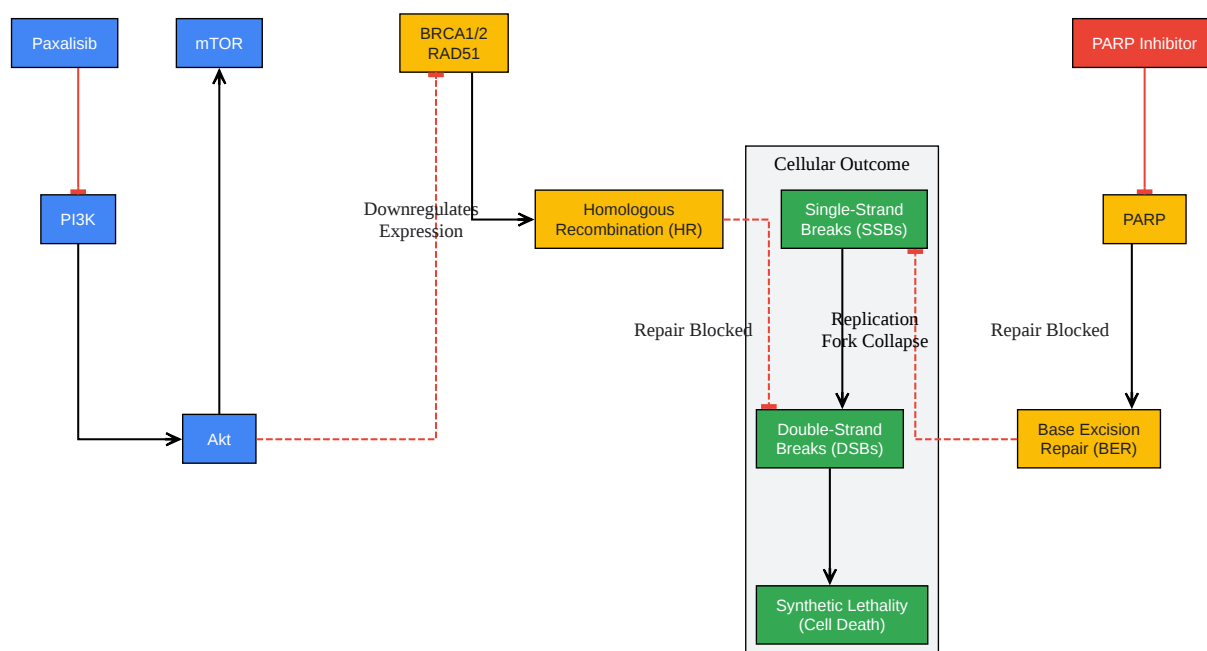 Paxalisib
mTOR
BRCA1/2
RAD51
PARP Inhibitor
Cellular Outcome
PI3K
Downregulates
Expression
Homologous
Recombination (HR)
Single-Strand
Breaks (SSBs)
PARP
Repair Blocked
Replication
Fork Collapse
Repair Blocked
Akt
Double-Strand
Breaks (DSBs)
Base Excision
Repair (BER)
Synthetic Lethality
(Cell Death)